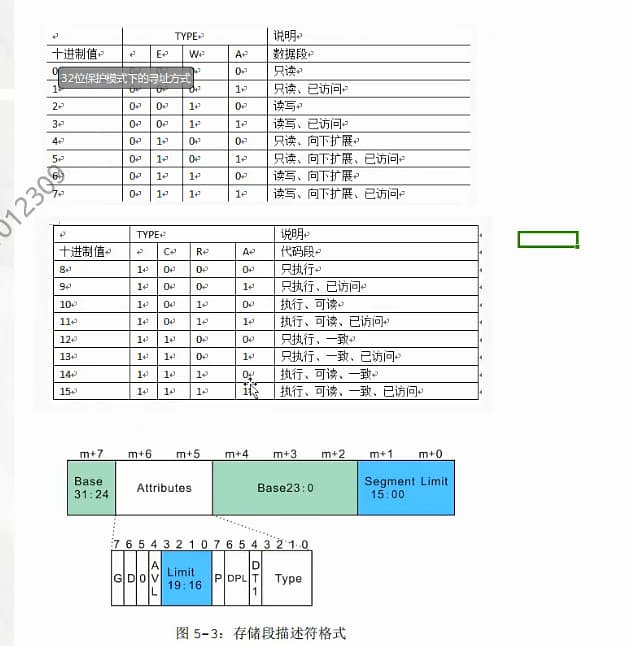 TYPE 说明
十进制值 E W A 数据段
0 0 只读
32位保护模式下的寻址方式
1 0 0 0 1 只读、已访问
2 0 0 1 0 读写
3 0 0 1 1 读写、已访问
4 0 1 0 0 只读、向下扩展
5 0 1 0 1 只读、向下扩展、已访问
6 0 1 1 0 读写、向下扩展
7 0 1 1 1 读写、向下扩展、已访问
012309
TYPE 说明
十进制值 C R A 代码段
8 1 0 0 0 只执行
9 1 0 0 1 只执行、已访问
10 1 0 1 0 执行、可读
11 1 0 1 1 执行、可读、已访问
12 1 1 0 0 只执行、一致
13 1 1 0 1 只执行、一致、已访问
14 1 1 1 0 执行、可读、一致
15 1 1 1 1 执行、可读、一致、已访问
m+7 m+6 m+5 m+4 m+3 m+2 m+1 m+0
Base
31:24
Attributes
Base23:0
Segment Limit
15:00
7 6 5 4 3 2 1 0 7 6 5 4 3 2 1 0
G D 0
A
V
L
Limit
19:16
P DPL
D
T
1
Type
图 5-3：存储段描述符格式